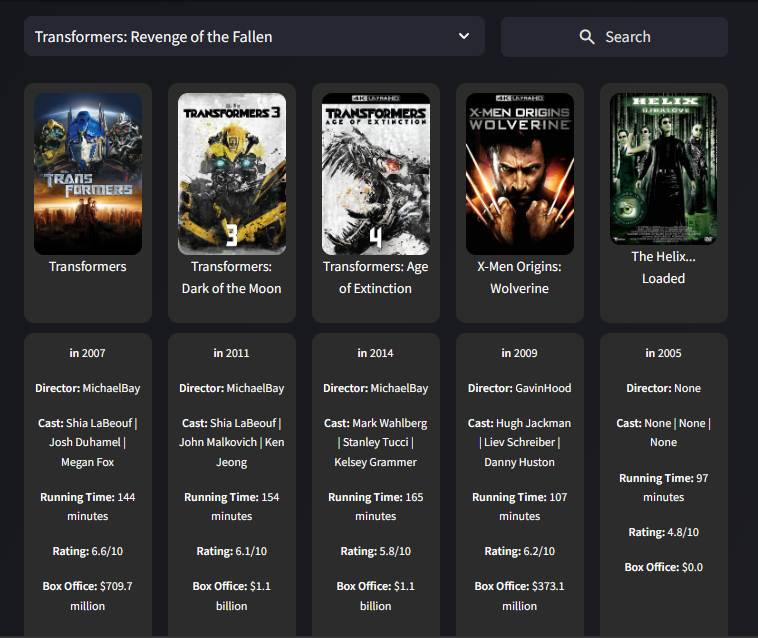 Transformers: Revenge of the Fallen
Search
TRANSFORMERS
TRANSFORMERS 3
3
4K ULTRA HD
TRANSFORMERS
AGE OF EXTINCTION
4
4K ULTRA HD
X-MEN ORIGINS
WOLVERINE
HELIX
Transformers
Transformers:
Dark of the Moon
Transformers: Age
of Extinction
X-Men Origins:
Wolverine
The Helix...
Loaded
in 2007
Director: MichaelBay
Cast: Shia LaBeouf |
Josh Duhamel |
Megan Fox
Running Time: 144
minutes
Rating: 6.6/10
Box Office: $709.7
million
in 2011
Director: MichaelBay
Cast: Shia LaBeouf |
John Malkovich | Ken
Jeong
Running Time: 154
minutes
Rating: 6.1/10
Box Office: $1.1
billion
in 2014
Director: MichaelBay
Cast: Mark Wahlberg
| Stanley Tucci |
Kelsey Grammer
Running Time: 165
minutes
Rating: 5.8/10
Box Office: $1.1
billion
in 2009
Director: GavinHood
Cast: Hugh Jackman
| Liev Schreiber |
Danny Huston
Running Time: 107
minutes
Rating: 6.2/10
Box Office: $373.1
million
in 2005
Director: None
Cast: None | None |
None
Running Time: 97
minutes
Rating: 4.8/10
Box Office: $0.0